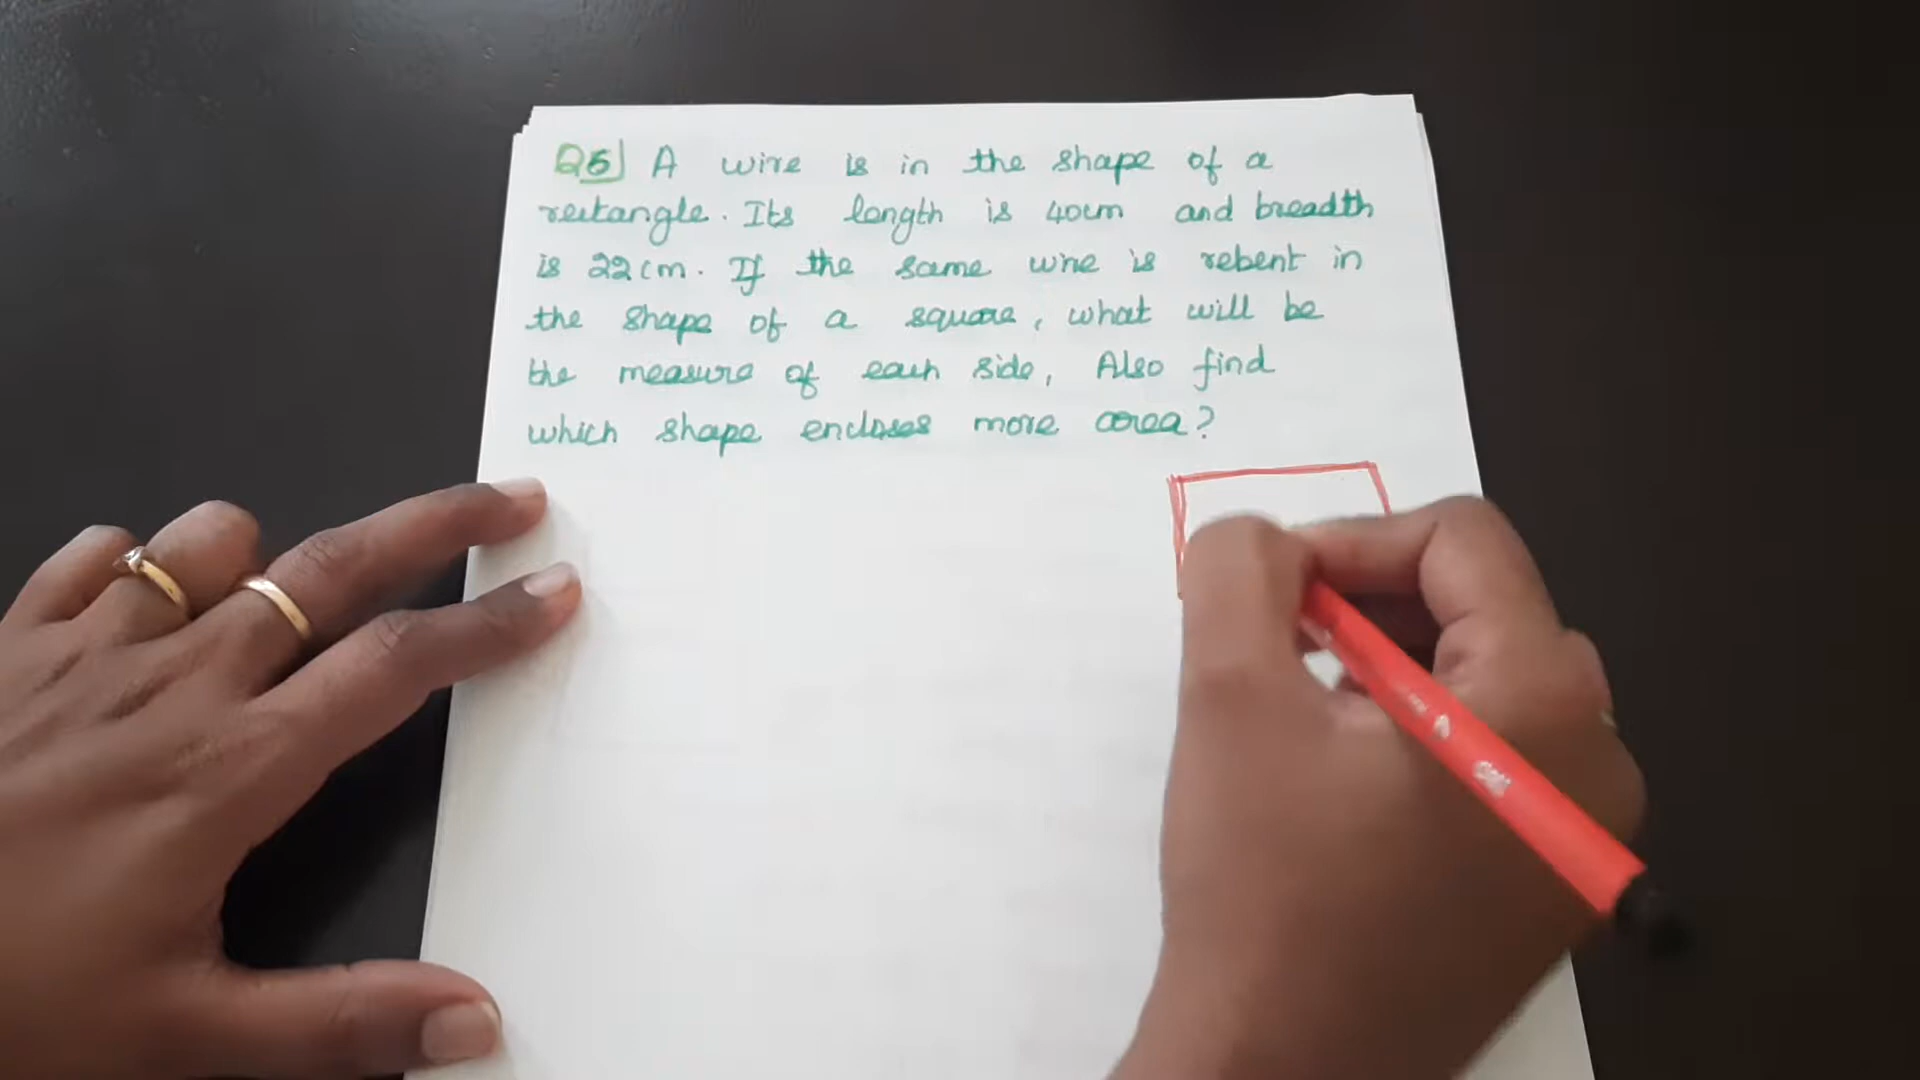 Q5 A wire is in the shape of a
rectangle. Its length is 40cm and breadth
is 22cm. If the same wire is rebent in
the shape of a square, what will be
the measure of each side, Also find
which shape encloses more area?